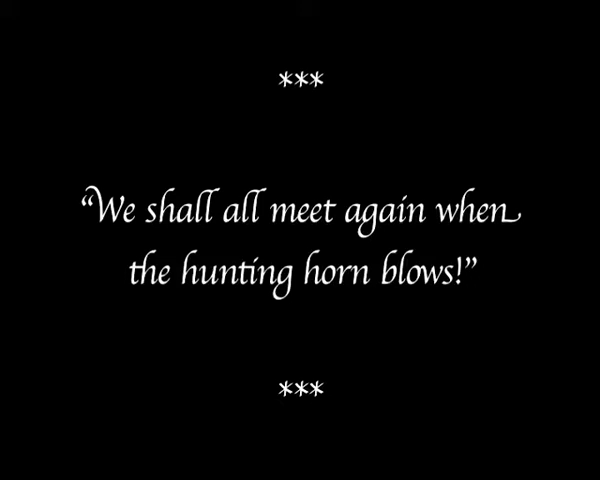 ***
“We shall all meet again when
the hunting horn blows!”
***